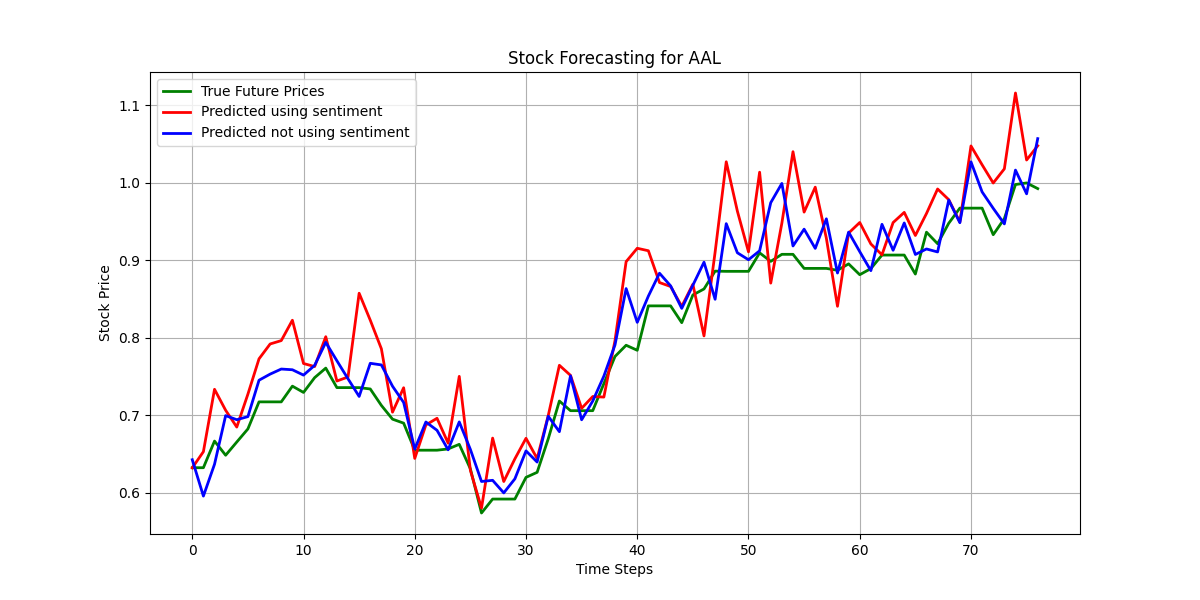 Stock Forecasting for AAL
True Future Prices
Predicted using sentiment
Predicted not using sentiment
1.1
1.0
0.9
0.8
0.7
0.6
Stock Price
0 10 20 30 40 50 60 70
Time Steps